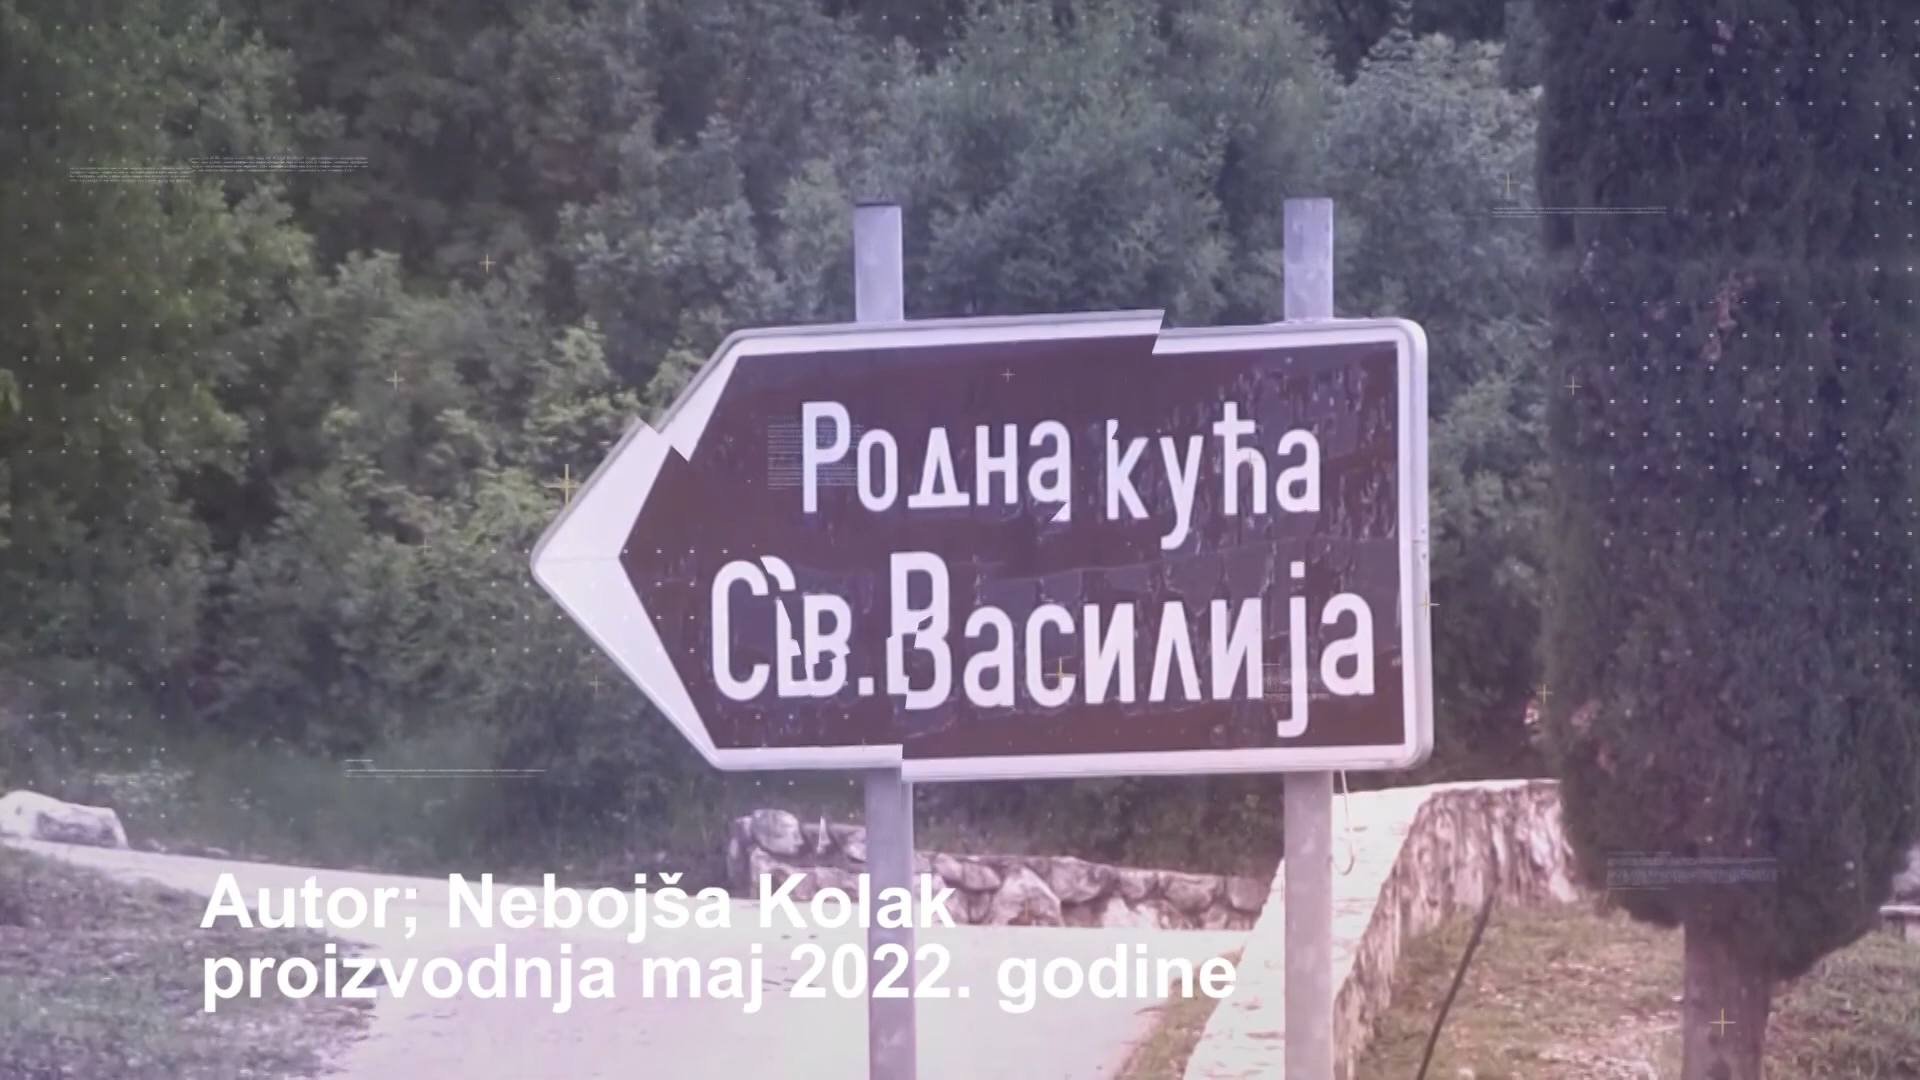 Родна кућа
Св.Василија
Autor; Nebojša Kolak
proizvodnja maj 2022. godine